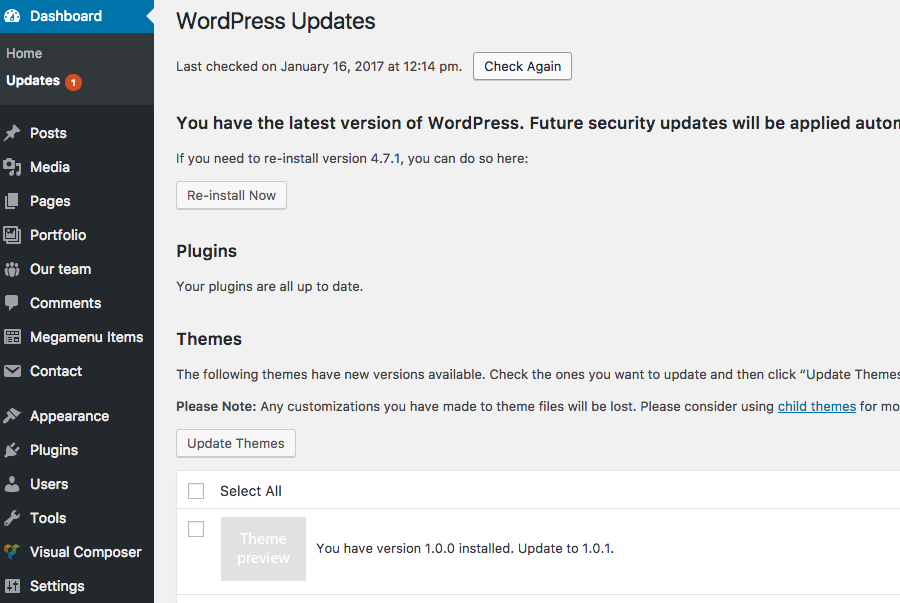 Dashboard
Home
Updates 1
Posts
Media
Pages
Portfolio
Our team
Comments
Megamenu Items
Contact
Appearance
Plugins
Users
Tools
Visual Composer
Settings
WordPress Updates
Last checked on January 16, 2017 at 12:14 pm. Check Again
You have the latest version of WordPress. Future security updates will be applied autom
If you need to re-install version 4.7.1, you can do so here:
Re-install Now
Plugins
Your plugins are all up to date.
Themes
The following themes have new versions available. Check the ones you want to update and then click “Update Themes
Please Note: Any customizations you have made to theme files will be lost. Please consider using child themes for mo
Update Themes
Select All
Theme
preview
You have version 1.0.0 installed. Update to 1.0.1.